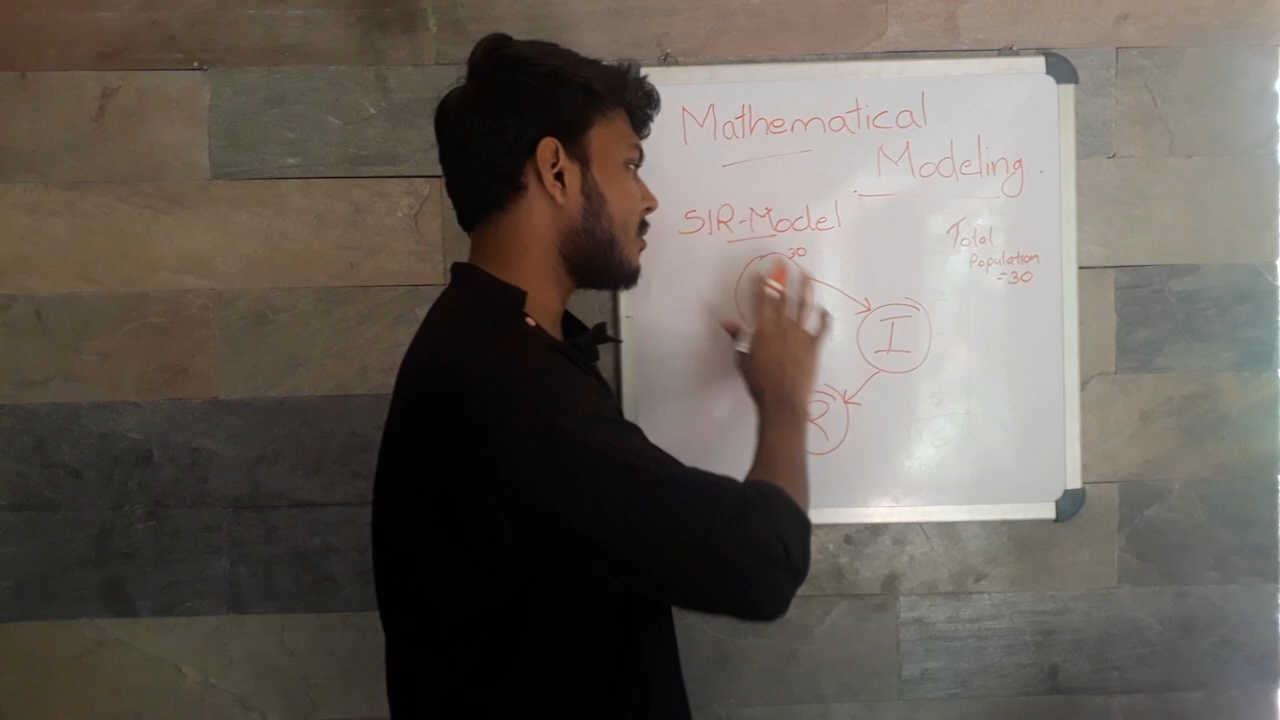 Mathematical
Modeling.
SIR-Model
Total
Population
=30
30
I
R